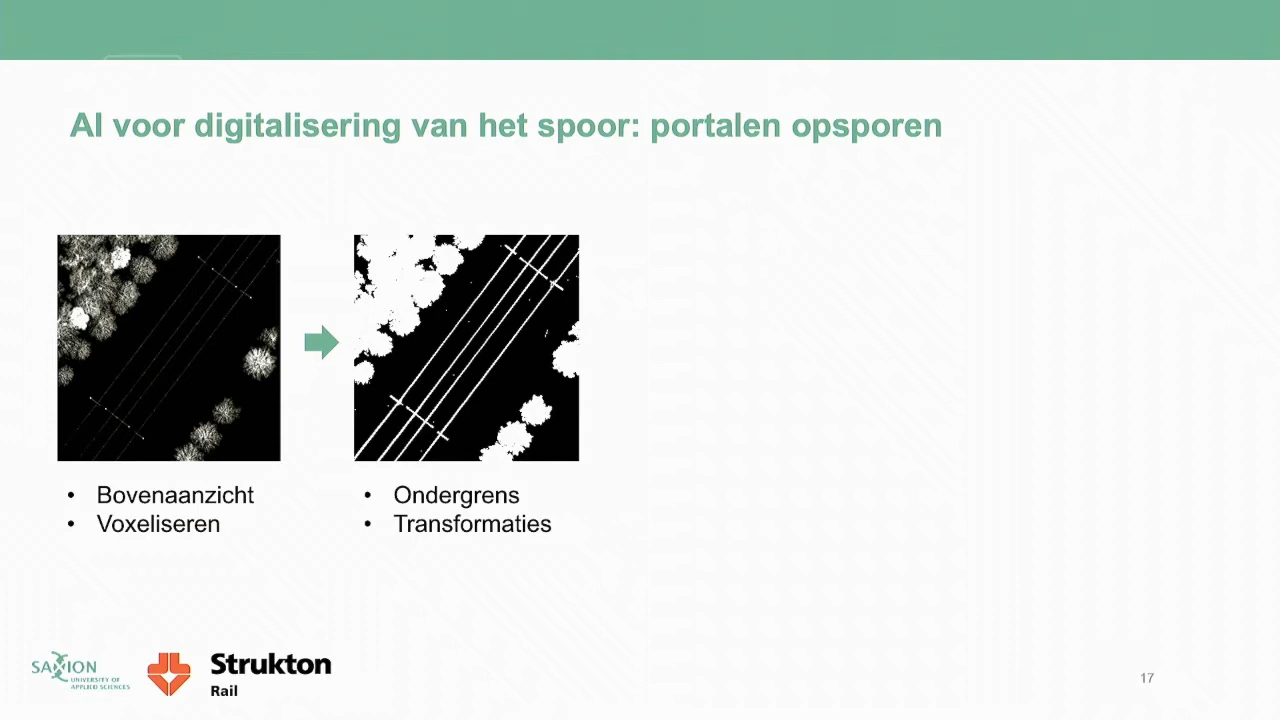 AI voor digitalisering van het spoor: portalen opsporen
• Bovenaanzicht
• Voxeliseren
• Ondergrens
• Transformaties
SAXION
UNIVERSITY OF
APPLIED SCIENCES
Strukton
Rail
17